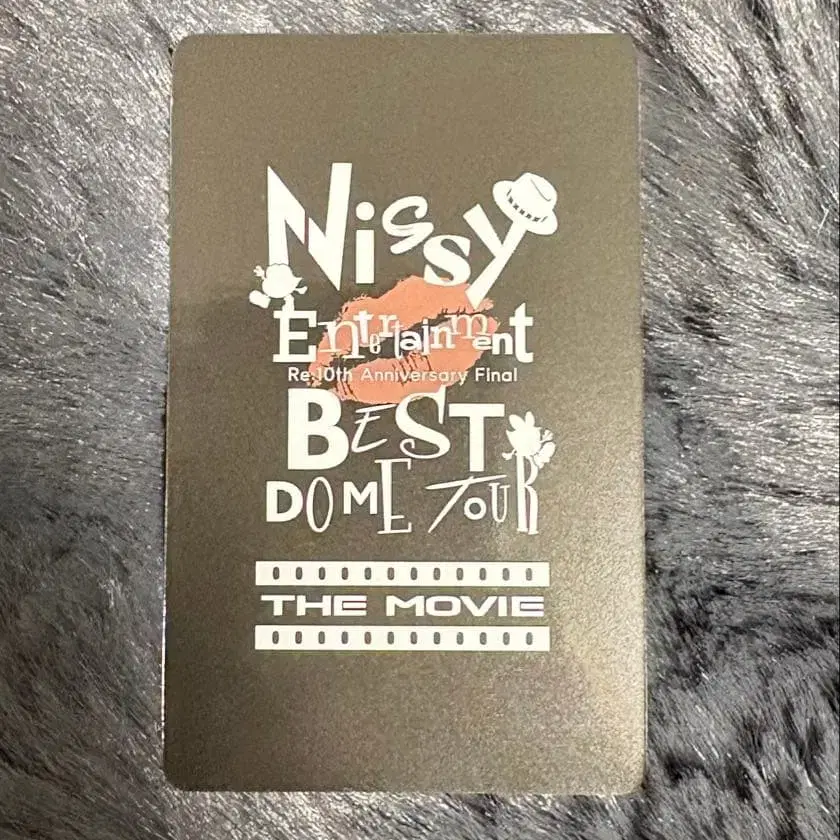 Nissy
Entertainment
Re:10th Anniversary Final
BEST
DOME TOUR
THE MOVIE